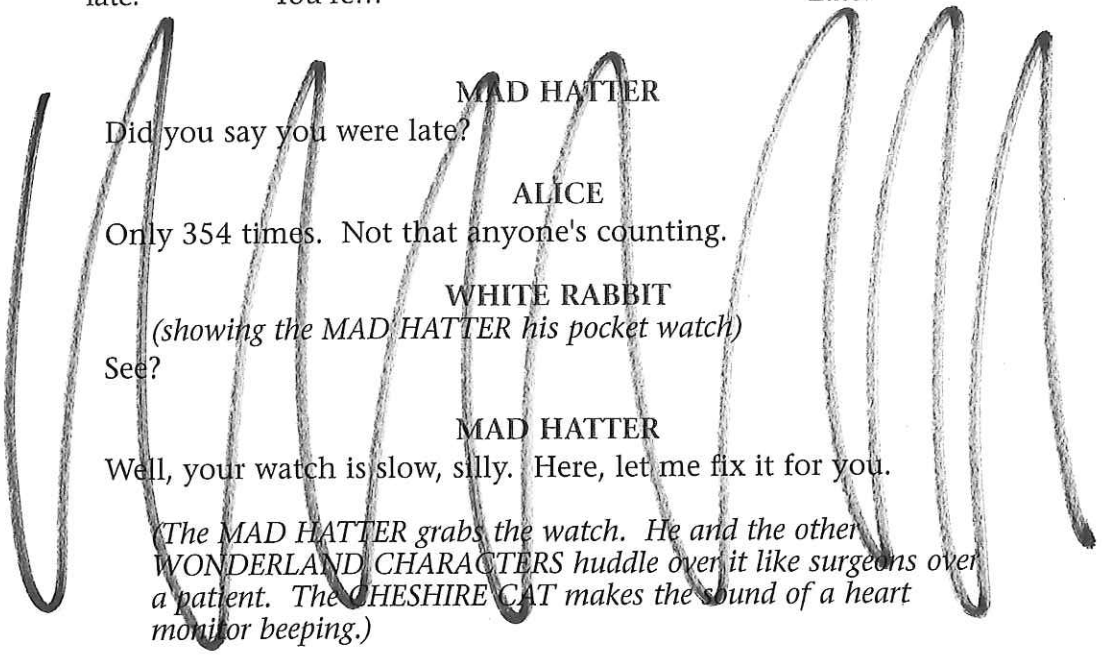 late. You're...
MAD HATTER
Did you say you were late?
ALICE
Only 354 times. Not that anyone's counting.
WHITE RABBIT
(showing the MAD HATTER his pocket watch)
See?
MAD HATTER
Well, your watch is slow, silly. Here, let me fix it for you.
(The MAD HATTER grabs the watch. He and the other
WONDERLAND CHARACTERS huddle over it like surgeons over
a patient. The CHESHIRE CAT makes the sound of a heart
monitor beeping.)